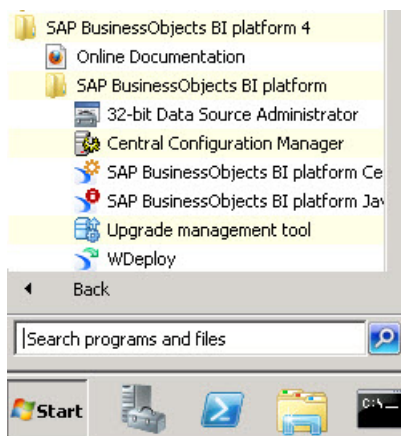 SAP BusinessObjects BI platform 4
Online Documentation
SAP BusinessObjects BI platform
32-bit Data Source Administrator
Central Configuration Manager
SAP BusinessObjects BI platform Ce
SAP BusinessObjects BI platform Jav
Upgrade management tool
WDeploy
Back
Search programs and files
Start
C:\_